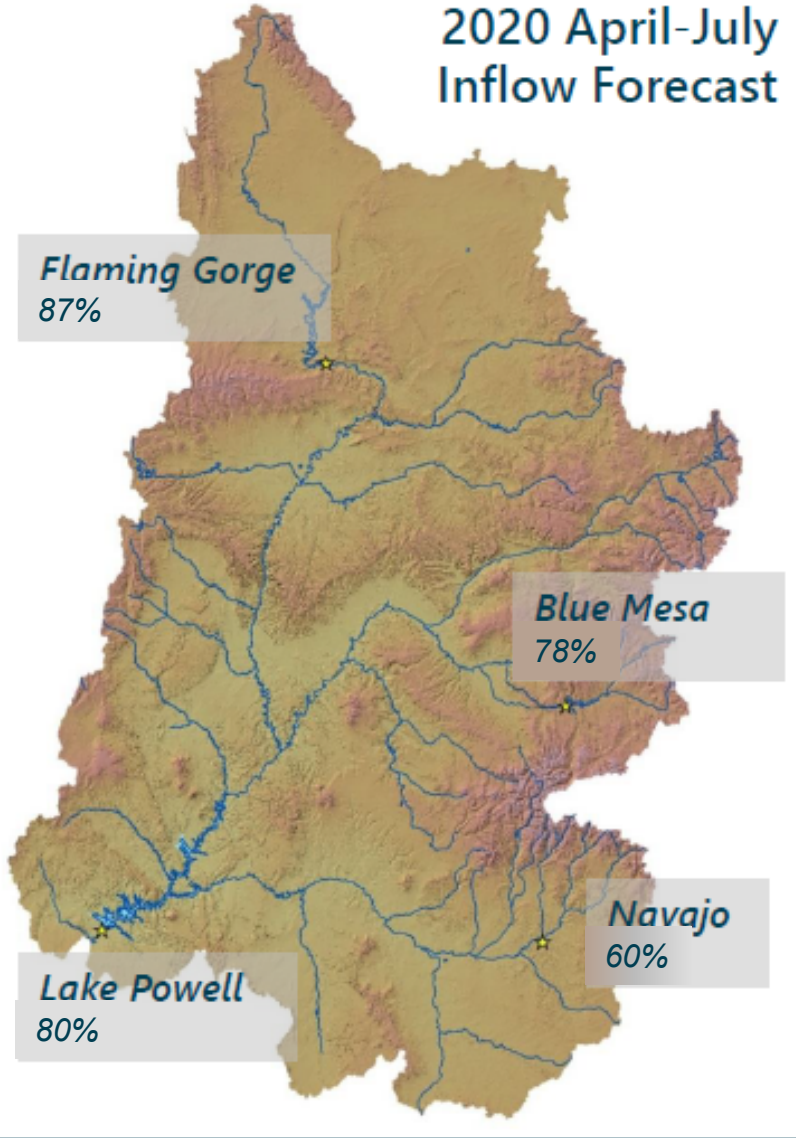 2020 April-July
Inflow Forecast
Flaming Gorge
87%
Blue Mesa
78%
Navajo
60%
Lake Powell
80%